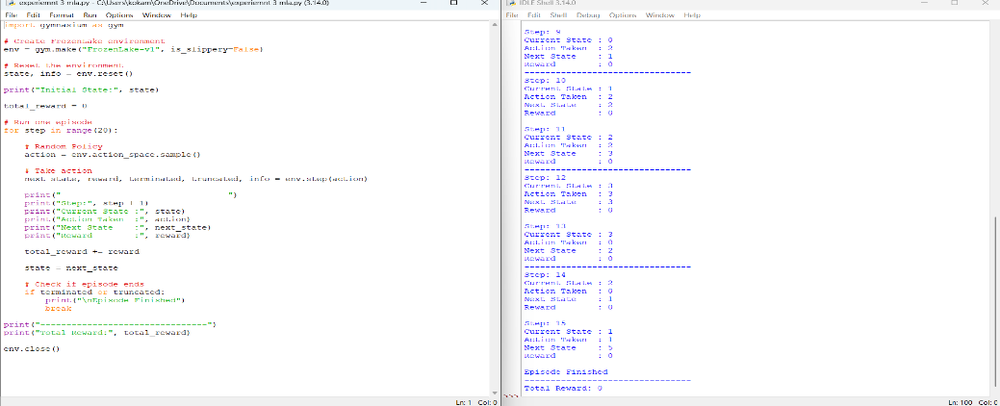 experiemnt 3 mla.py - C:\Users\kokam\OneDrive\Documents\experiemnt 3 mla.py (3.14.0)
File Edit Format Run Options Window Help
import gymnasium as gym
# Create FrozenLake environment
env = gym.make("FrozenLake-v1", is_slippery=False)
# Reset the environment
state, info = env.reset()
print("Initial State:", state)
total_reward = 0
# Run one episode
for step in range(20):
# Random Policy
action = env.action_space.sample()
# Take action
next_state, reward, terminated, truncated, info = env.step(action)
print(" ")
print("Step:", step + 1)
print("Current State :", state)
print("Action Taken  :", action)
print("Next State    :", next_state)
print("Reward        :", reward)
total_reward += reward
state = next_state
# Check if episode ends
if terminated or truncated:
print("\nEpisode Finished")
break
print("--------------------------------")
print("Total Reward:", total_reward)
env.close()
Ln: 1 Col: 0
IDLE Shell 3.14.0
File Edit Shell Debug Options Window Help
Step: 9
Current State : 0
Action Taken  : 2
Next State    : 1
Reward        : 0
--------------------------------
Step: 10
Current State : 1
Action Taken  : 2
Next State    : 2
Reward        : 0
Step: 11
Current State : 2
Action Taken  : 2
Next State    : 3
Reward        : 0
--------------------------------
Step: 12
Current State : 3
Action Taken  : 3
Next State    : 3
Reward        : 0
Step: 13
Current State : 3
Action Taken  : 0
Next State    : 2
Reward        : 0
--------------------------------
Step: 14
Current State : 2
Action Taken  : 0
Next State    : 1
Reward        : 0
Step: 15
Current State : 1
Action Taken  : 1
Next State    : 5
Reward        : 0
Episode Finished
--------------------------------
Total Reward: 0
>>>
Ln: 100 Col: 0